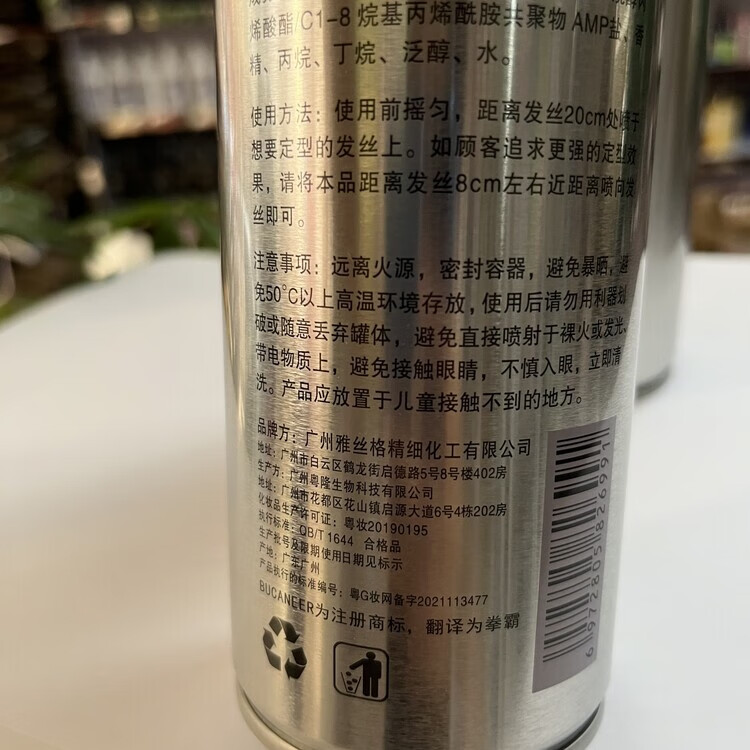 烯酸酯/C1-8 烷基丙烯酰胺共聚物 AMP盐、香
精、丙烷、丁烷、泛醇、水。
使用方法：使用前摇匀，距离发丝20cm处喷于
想要定型的发丝上。如顾客追求更强的定型效
果，请将本品距离发丝8cm左右近距离喷向发
丝即可。
注意事项：远离火源，密封容器，避免暴晒，避
免50°C以上高温环境存放，使用后请勿用利器划
破或随意丢弃罐体，避免直接喷射于裸火或发光、
带电物质上，避免接触眼睛，不慎入眼，立即清
洗。产品应放置于儿童接触不到的地方。
品牌方：广州雅丝格精细化工有限公司
地址：广州市白云区鹤龙街启德路5号8号楼402房
生产方：广州粤隆生物科技有限公司
地址：广州市花都区花山镇启源大道6号4栋202房
化妆品生产许可证：粤妆20190195
执行标准：QB/T 1644 合格品
生产批号及限期使用日期见标示
产地：广东广州
产品执行的标准编号：粤G妆网备字2021113477
BUCANEER为注册商标，翻译为拳霸
6972805826991